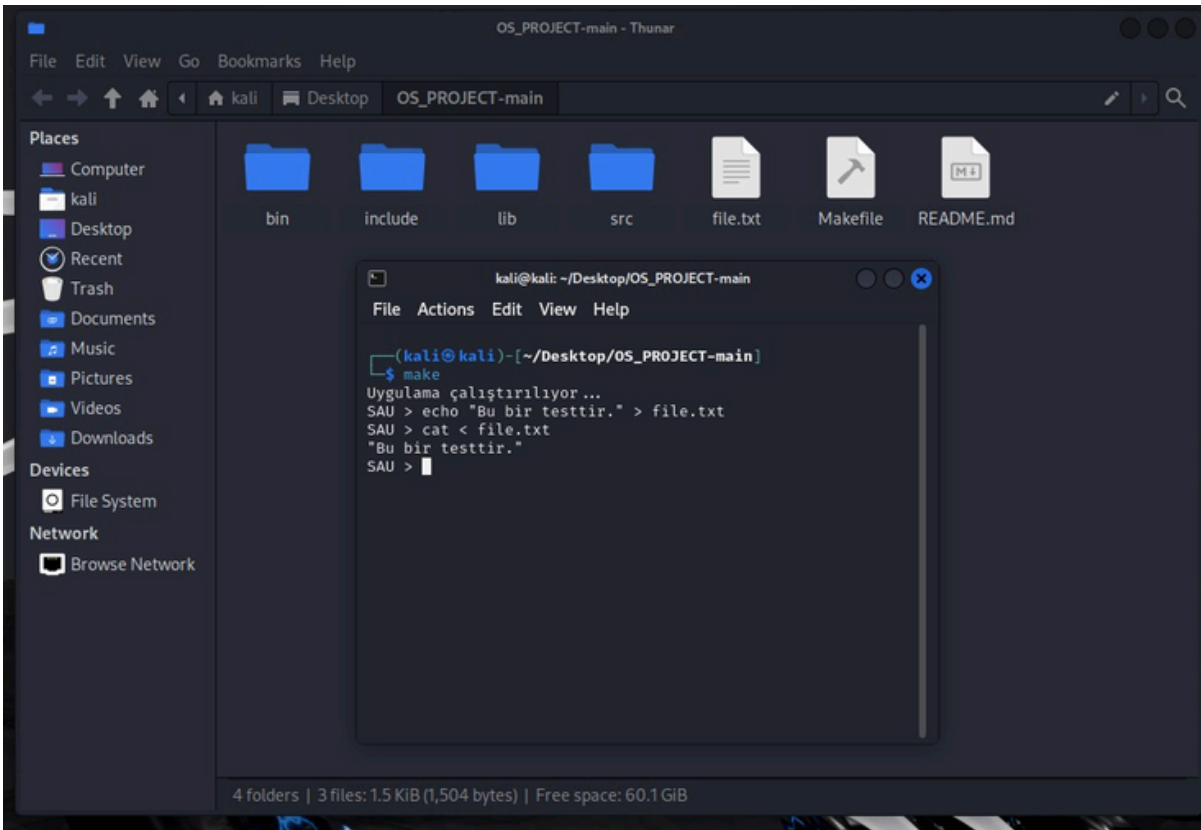 OS_PROJECT-main - Thunar
File Edit View Go Bookmarks Help
kali Desktop OS_PROJECT-main
Places
Computer
kali
Desktop
Recent
Trash
Documents
Music
Pictures
Videos
Downloads
Devices
File System
Network
Browse Network
bin include lib src file.txt Makefile README.md
M
kali@kali: ~/Desktop/OS_PROJECT-main
File Actions Edit View Help
(kali㉿kali)-[~/Desktop/OS_PROJECT-main]
$ make
Uygulama çalıştırılıyor...
SAU > echo "Bu bir testtir." > file.txt
SAU > cat < file.txt
"Bu bir testtir."
SAU >
4 folders | 3 files: 1.5 KiB (1,504 bytes) | Free space: 60.1 GiB